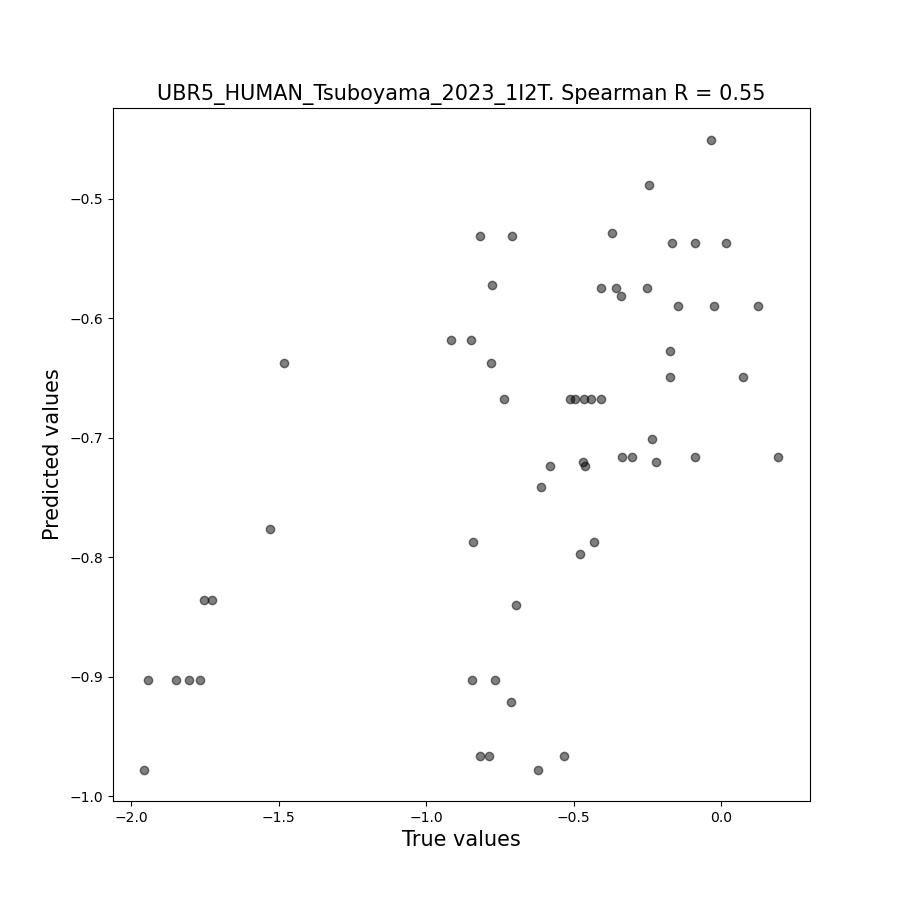 UBR5_HUMAN_Tsuboyama_2023_1I2T. Spearman R = 0.55
−0.5
−0.6
−0.7
−0.8
−0.9
−1.0
Predicted values
−2.0 −1.5 −1.0 −0.5 0.0
True values